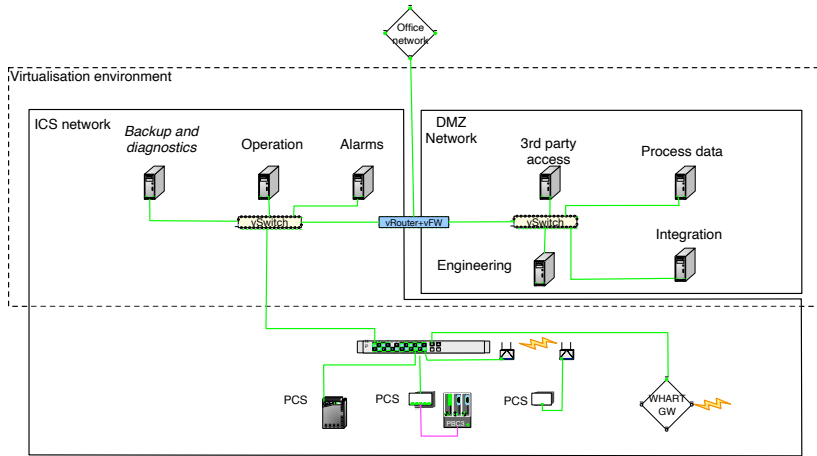 Office
network
Virtualisation environment
ICS network
Backup and
diagnostics
Operation
Alarms
DMZ
Network
3rd party
access
Process data
vSwitch
vRouter+vFW
vSwitch
Engineering
Integration
PCS
PCS
PBC3
PCS
WHART
GW